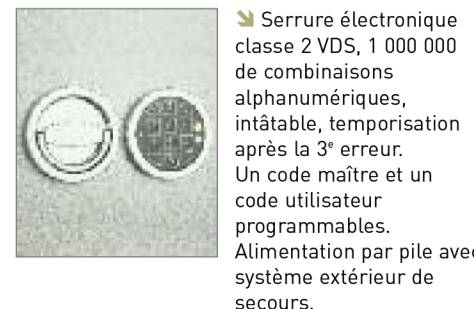 Serrure électronique
classe 2 VDS, 1 000 000
de combinaisons
alphanumériques,
intâtable, temporisation
après la 3e erreur.
Un code maître et un
code utilisateur
programmables.
Alimentation par pile avec
système extérieur de
secours.